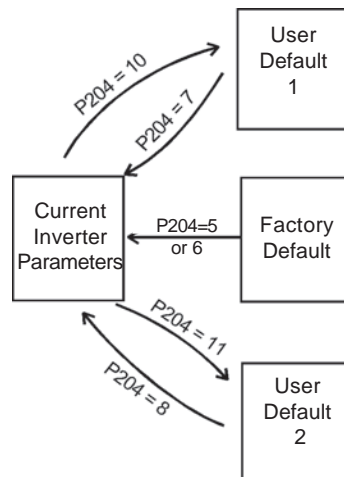 P204 = 10
User
Default
1
P204 = 7
Current
Inverter
Parameters
P204=5
or 6
Factory
Default
P204 = 11
P204 = 8
User
Default
2